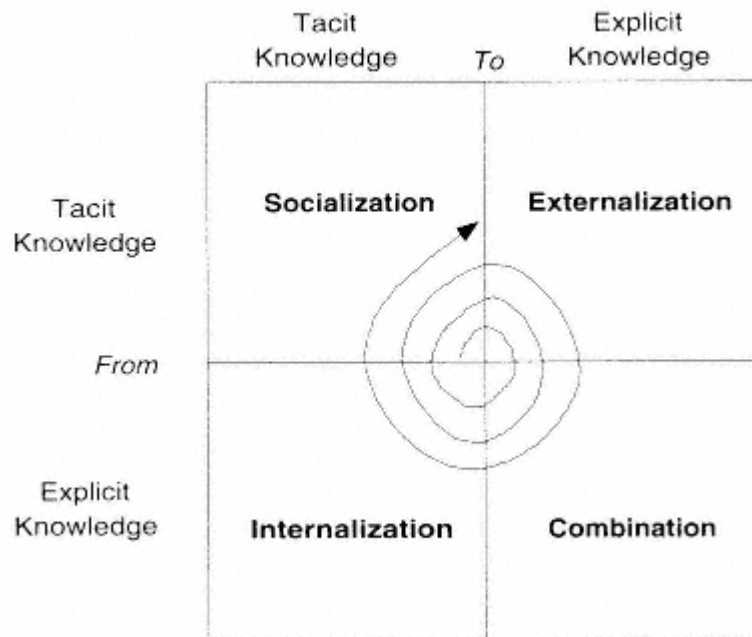 Tacit
Knowledge
To
Explicit
Knowledge
Tacit
Knowledge
Socialization
Externalization
From
Explicit
Knowledge
Internalization
Combination